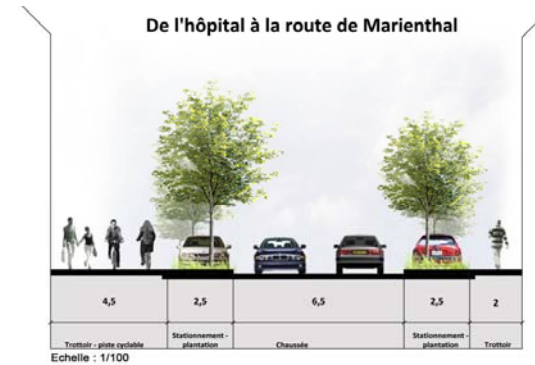 De l'hôpital à la route de Marienthal
4,5 2,5 6,5 2,5 2
Trottoir - piste cyclable Stationnement - plantation Chaussée Stationnement - plantation Trottoir
Echelle : 1/100